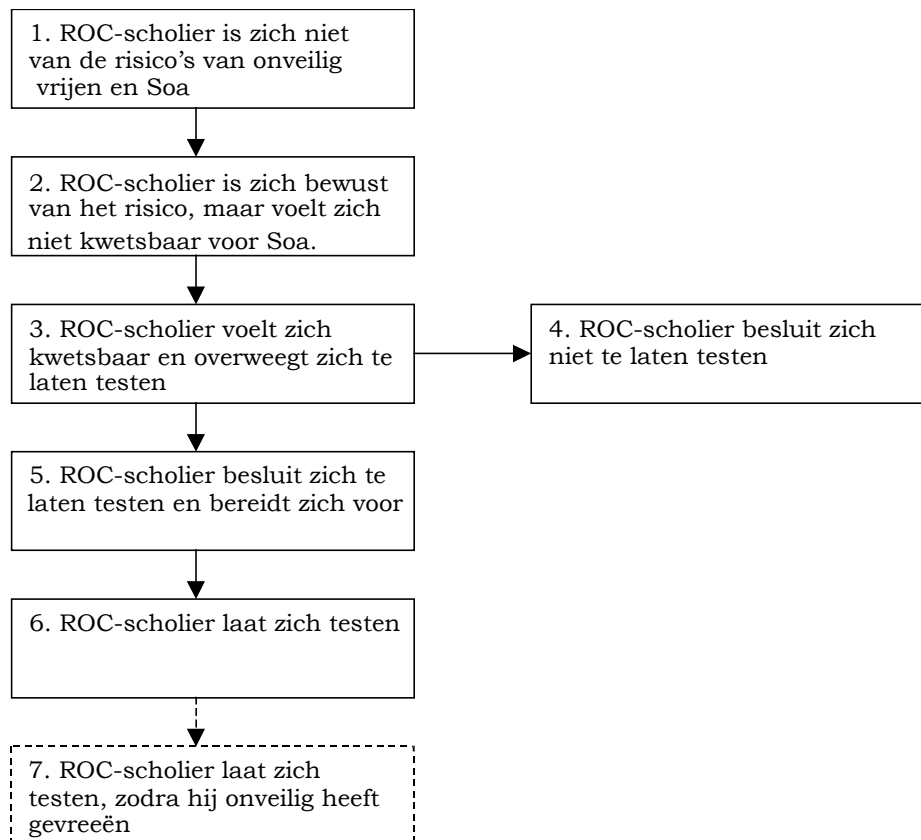 1. ROC-scholier is zich niet
van de risico’s van onveilig
vrijen en Soa
2. ROC-scholier is zich bewust
van het risico, maar voelt zich
niet kwetsbaar voor Soa.
3. ROC-scholier voelt zich
kwetsbaar en overweegt zich te
laten testen
4. ROC-scholier besluit zich
niet te laten testen
5. ROC-scholier besluit zich te
laten testen en bereidt zich voor
6. ROC-scholier laat zich testen
7. ROC-scholier laat zich
testen, zodra hij onveilig heeft
gevreeën